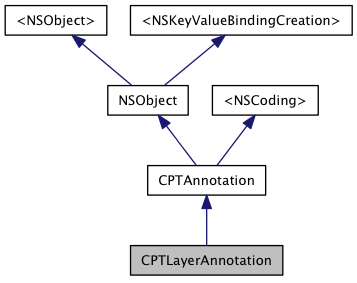 <NSObject>
<NSKeyValueBindingCreation>
NSObject
<NSCoding>
CPTAnnotation
CPTLayerAnnotation